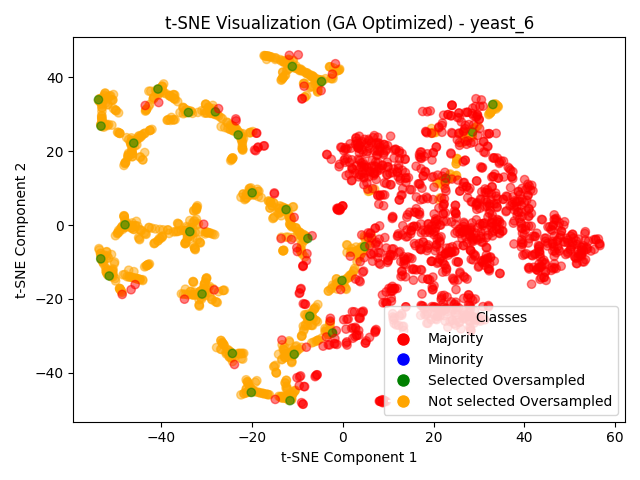 t-SNE Visualization (GA Optimized) - yeast_6
t-SNE Component 2
40
20
0
−20
−40
Classes
Majority
Minority
Selected Oversampled
Not selected Oversampled
−40
−20
0
20
40
60
t-SNE Component 1